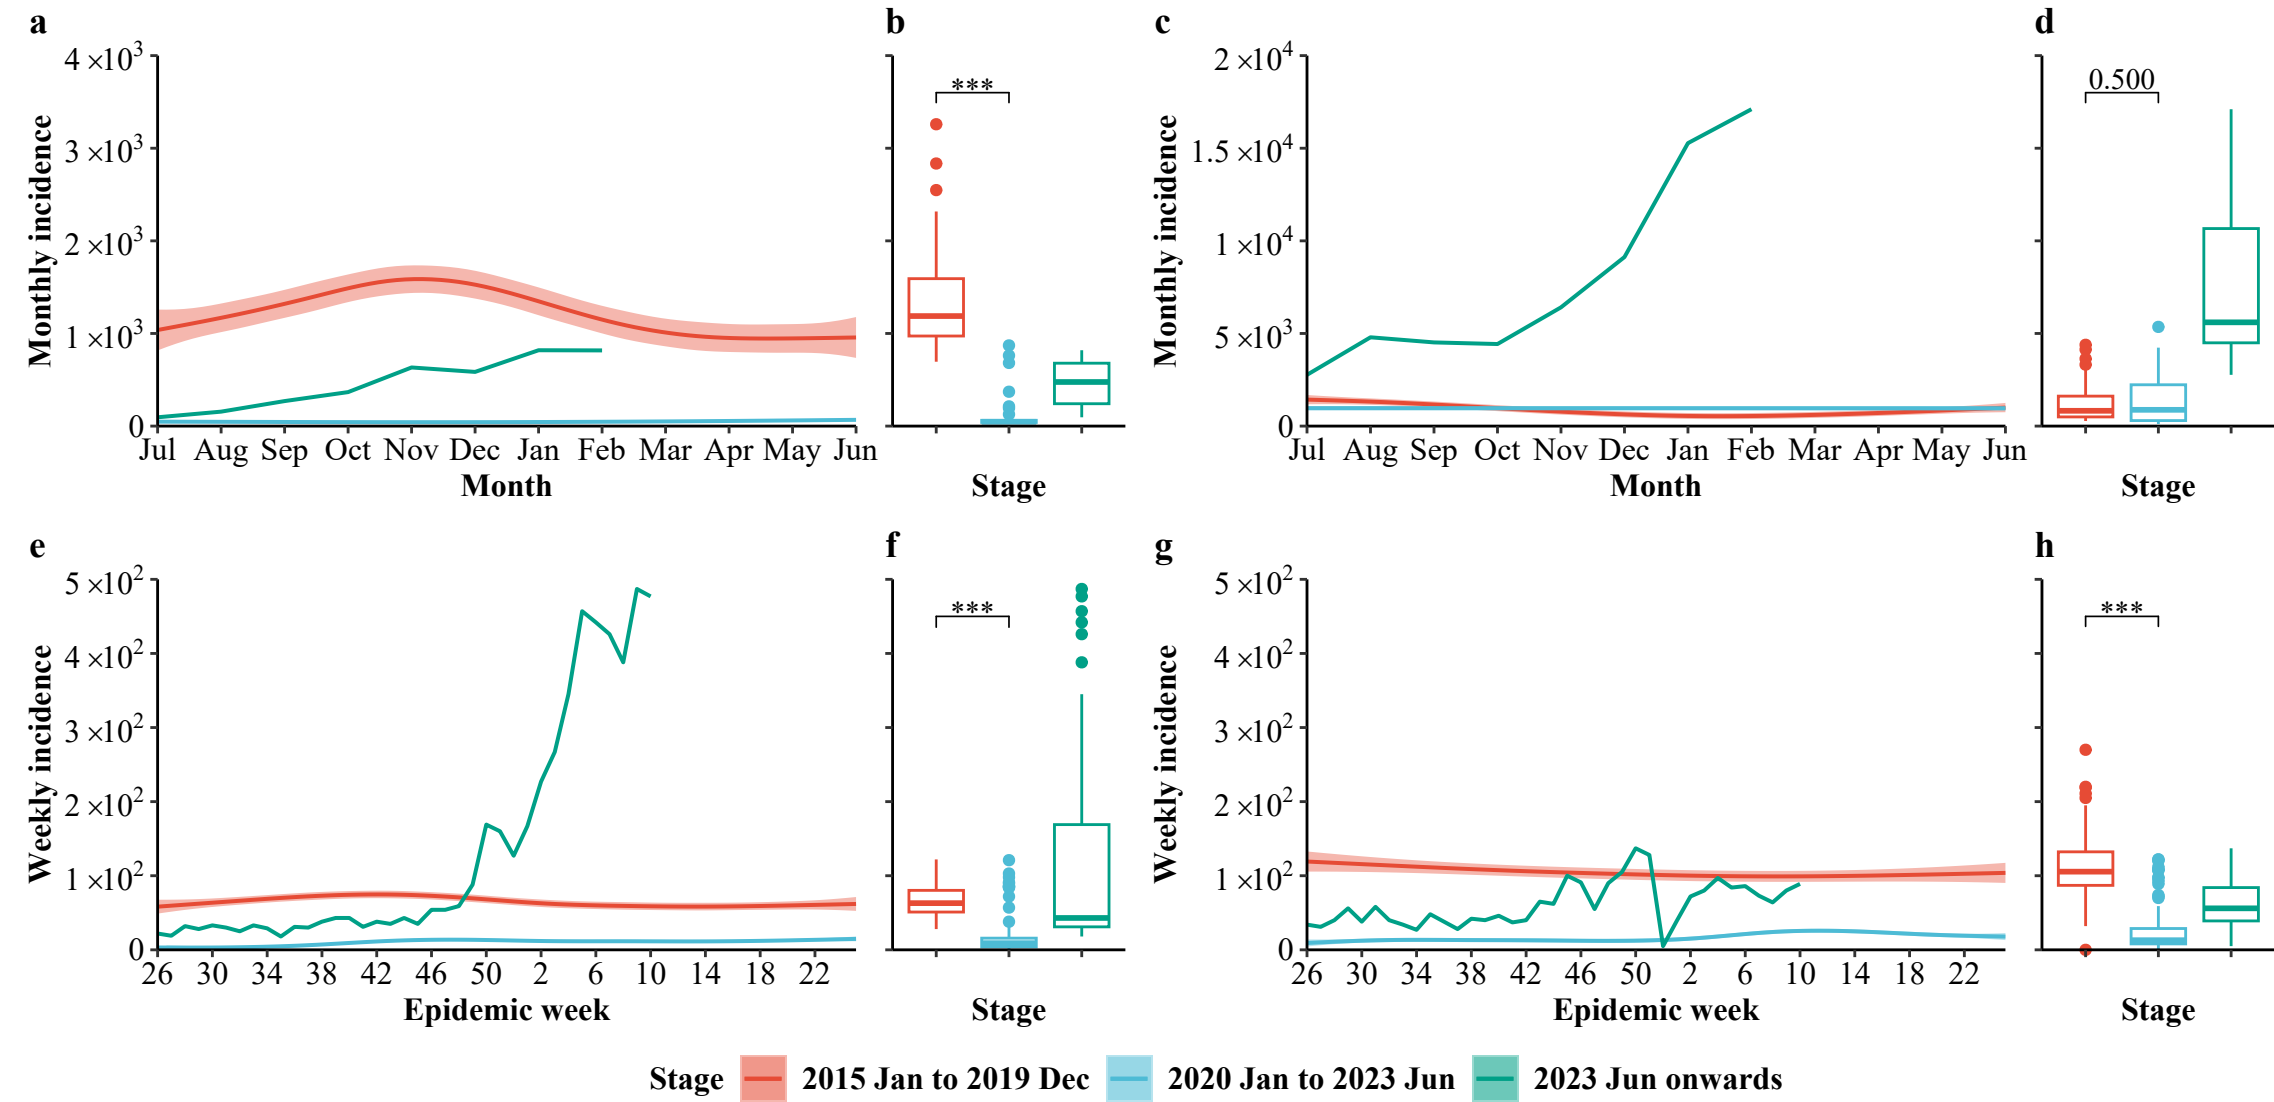 a
Monthly incidence
4 ×10³
3 ×10³
2 ×10³
1 ×10³
0
Jul Aug Sep Oct Nov Dec Jan Feb Mar Apr May Jun
Month
b
***
Stage
c
Monthly incidence
2 ×10⁴
1.5 ×10⁴
1 ×10⁴
5 ×10³
0
Jul Aug Sep Oct Nov Dec Jan Feb Mar Apr May Jun
Month
d
0.500
Stage
e
Weekly incidence
5 ×10²
4 ×10²
3 ×10²
2 ×10²
1 ×10²
0
26 30 34 38 42 46 50 2 6 10 14 18 22
Epidemic week
f
***
Stage
g
Weekly incidence
5 ×10²
4 ×10²
3 ×10²
2 ×10²
1 ×10²
0
26 30 34 38 42 46 50 2 6 10 14 18 22
Epidemic week
h
***
Stage
Stage 2015 Jan to 2019 Dec 2020 Jan to 2023 Jun 2023 Jun onwards